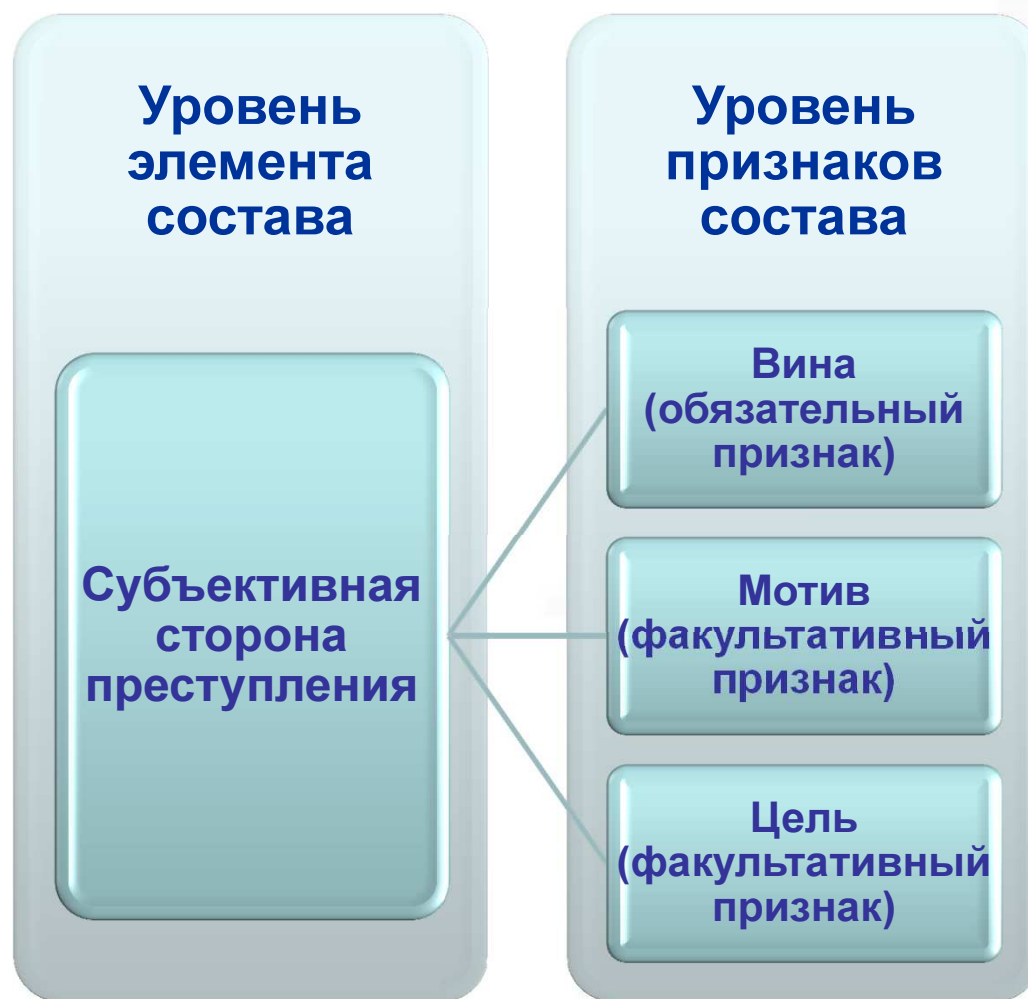 Уровень
элемента
состава
Субъективная
сторона
преступления
Уровень
признаков
состава
Вина
(обязательный
признак)
Мотив
(факультативный
признак)
Цель
(факультативный
признак)